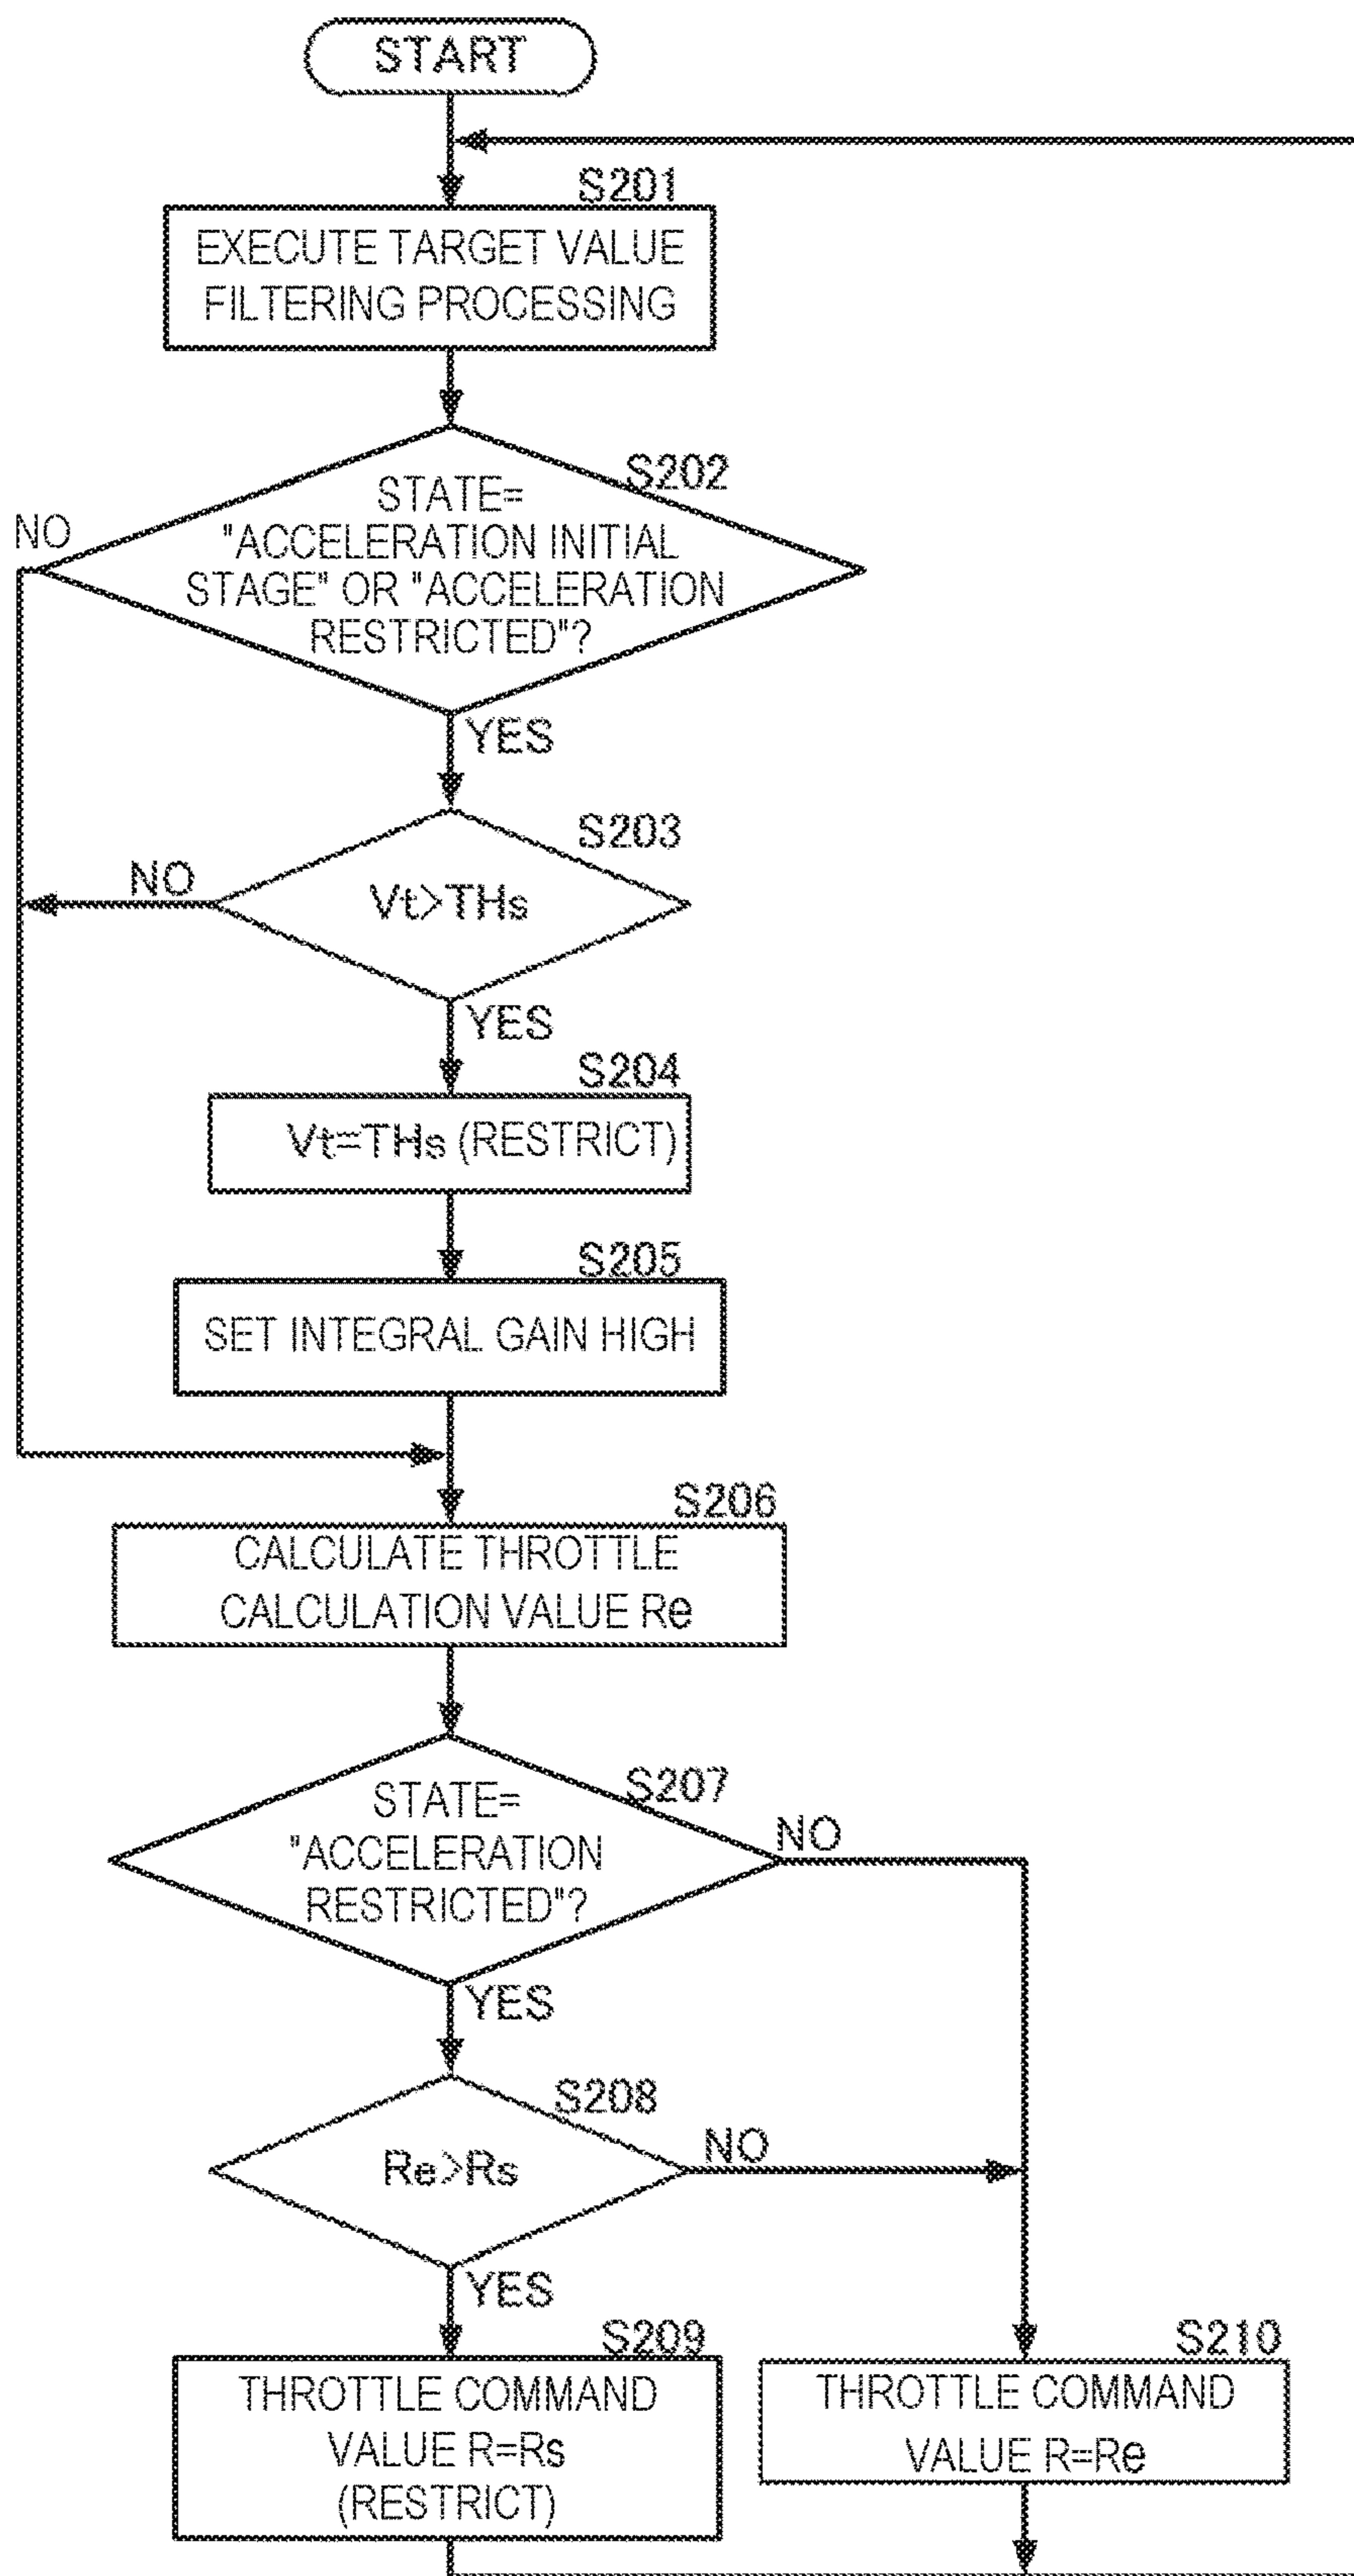 START
S201
EXECUTE TARGET VALUE
FILTERING PROCESSING
S202
STATE=
"ACCELERATION INITIAL
STAGE" OR "ACCELERATION
RESTRICTED"?
NO
YES
S203
Vt>THs
NO
YES
S204
Vt=THs (RESTRICT)
S205
SET INTEGRAL GAIN HIGH
S206
CALCULATE THROTTLE
CALCULATION VALUE Re
S207
STATE=
"ACCELERATION
RESTRICTED"?
NO
YES
S208
Re>Rs
NO
YES
S209
THROTTLE COMMAND
VALUE R=Rs
(RESTRICT)
S210
THROTTLE COMMAND
VALUE R=Re